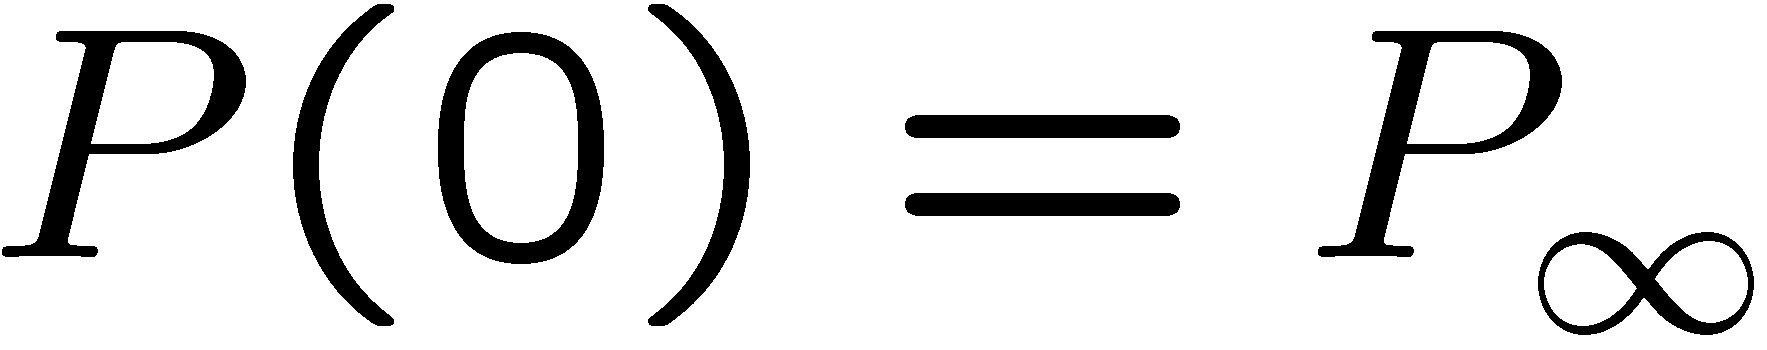 P(0) = P∞